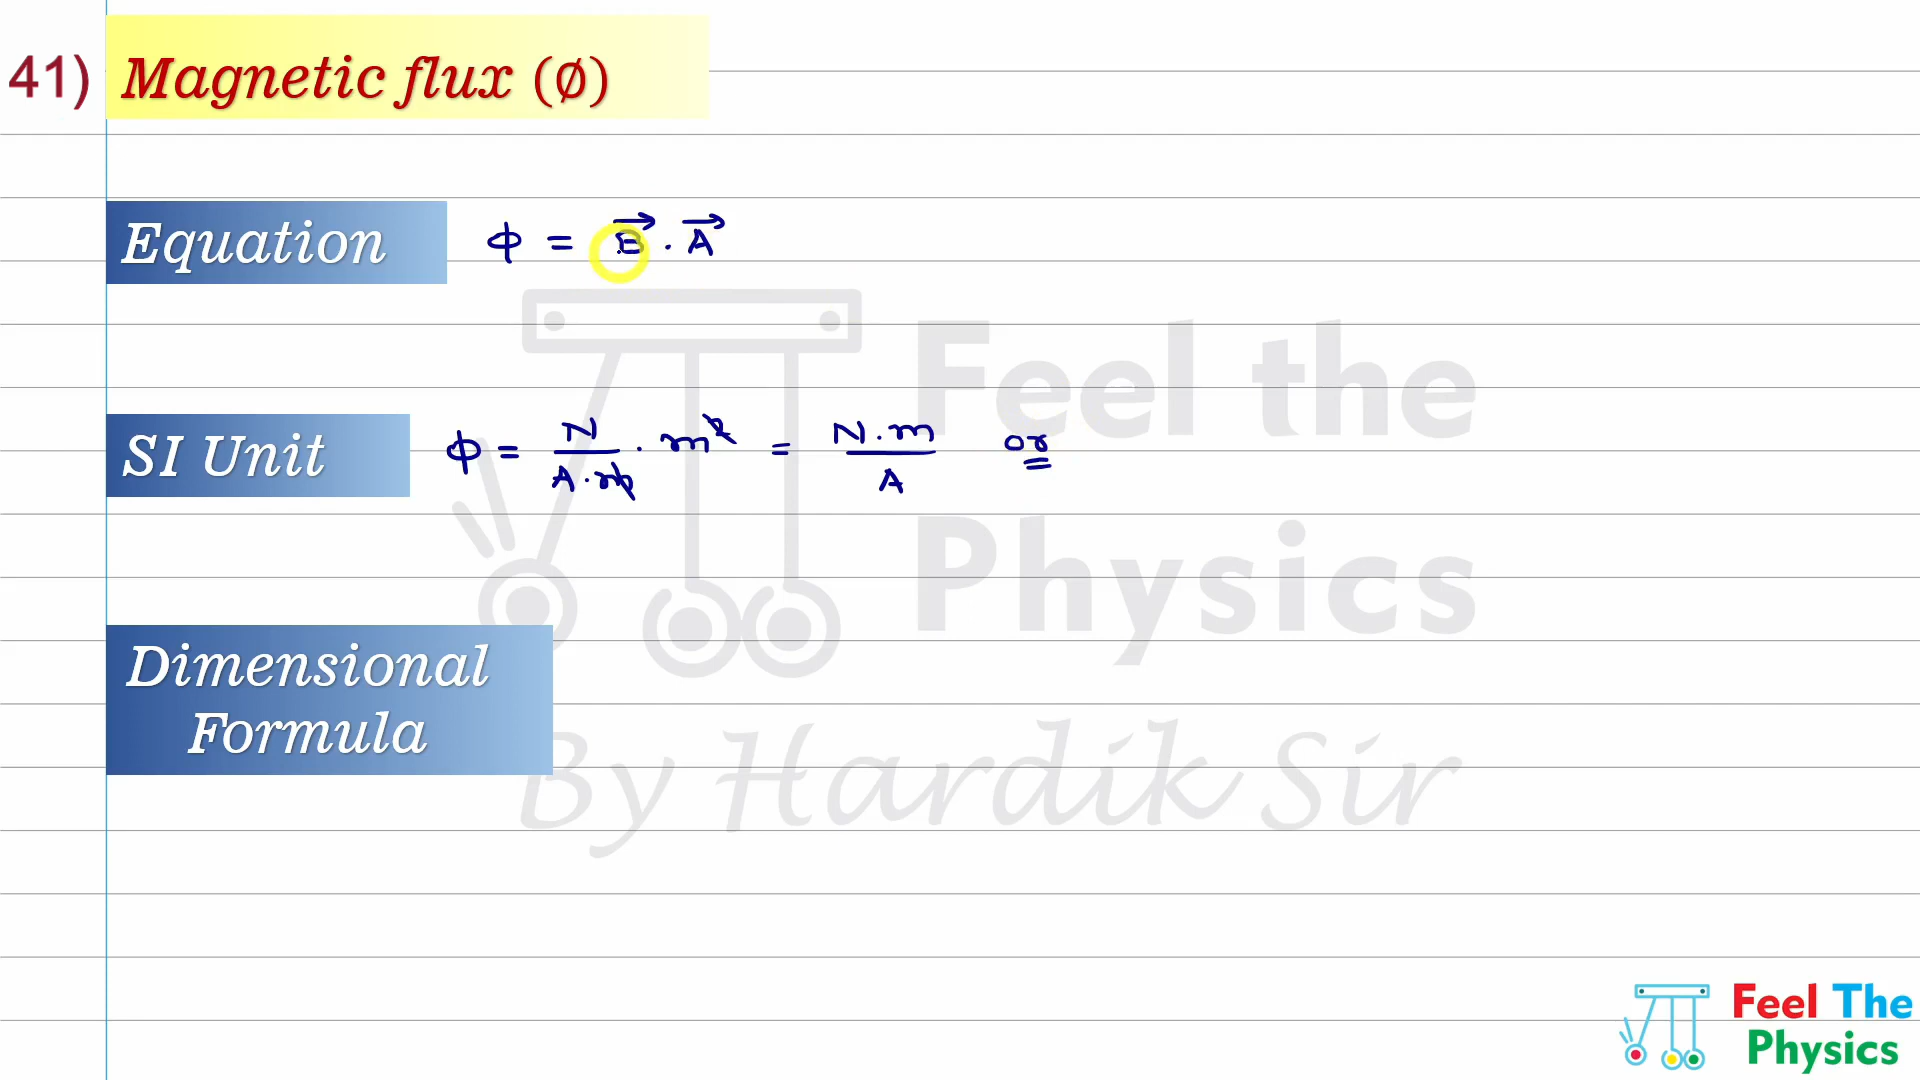 41) Magnetic flux (∅)
Equation ϕ = B⃗ . A⃗
SI Unit ϕ = N/A·m · m² = N·m/A or
Dimensional
Formula
Feel the
Physics
By Hardik Sir
Feel The
Physics